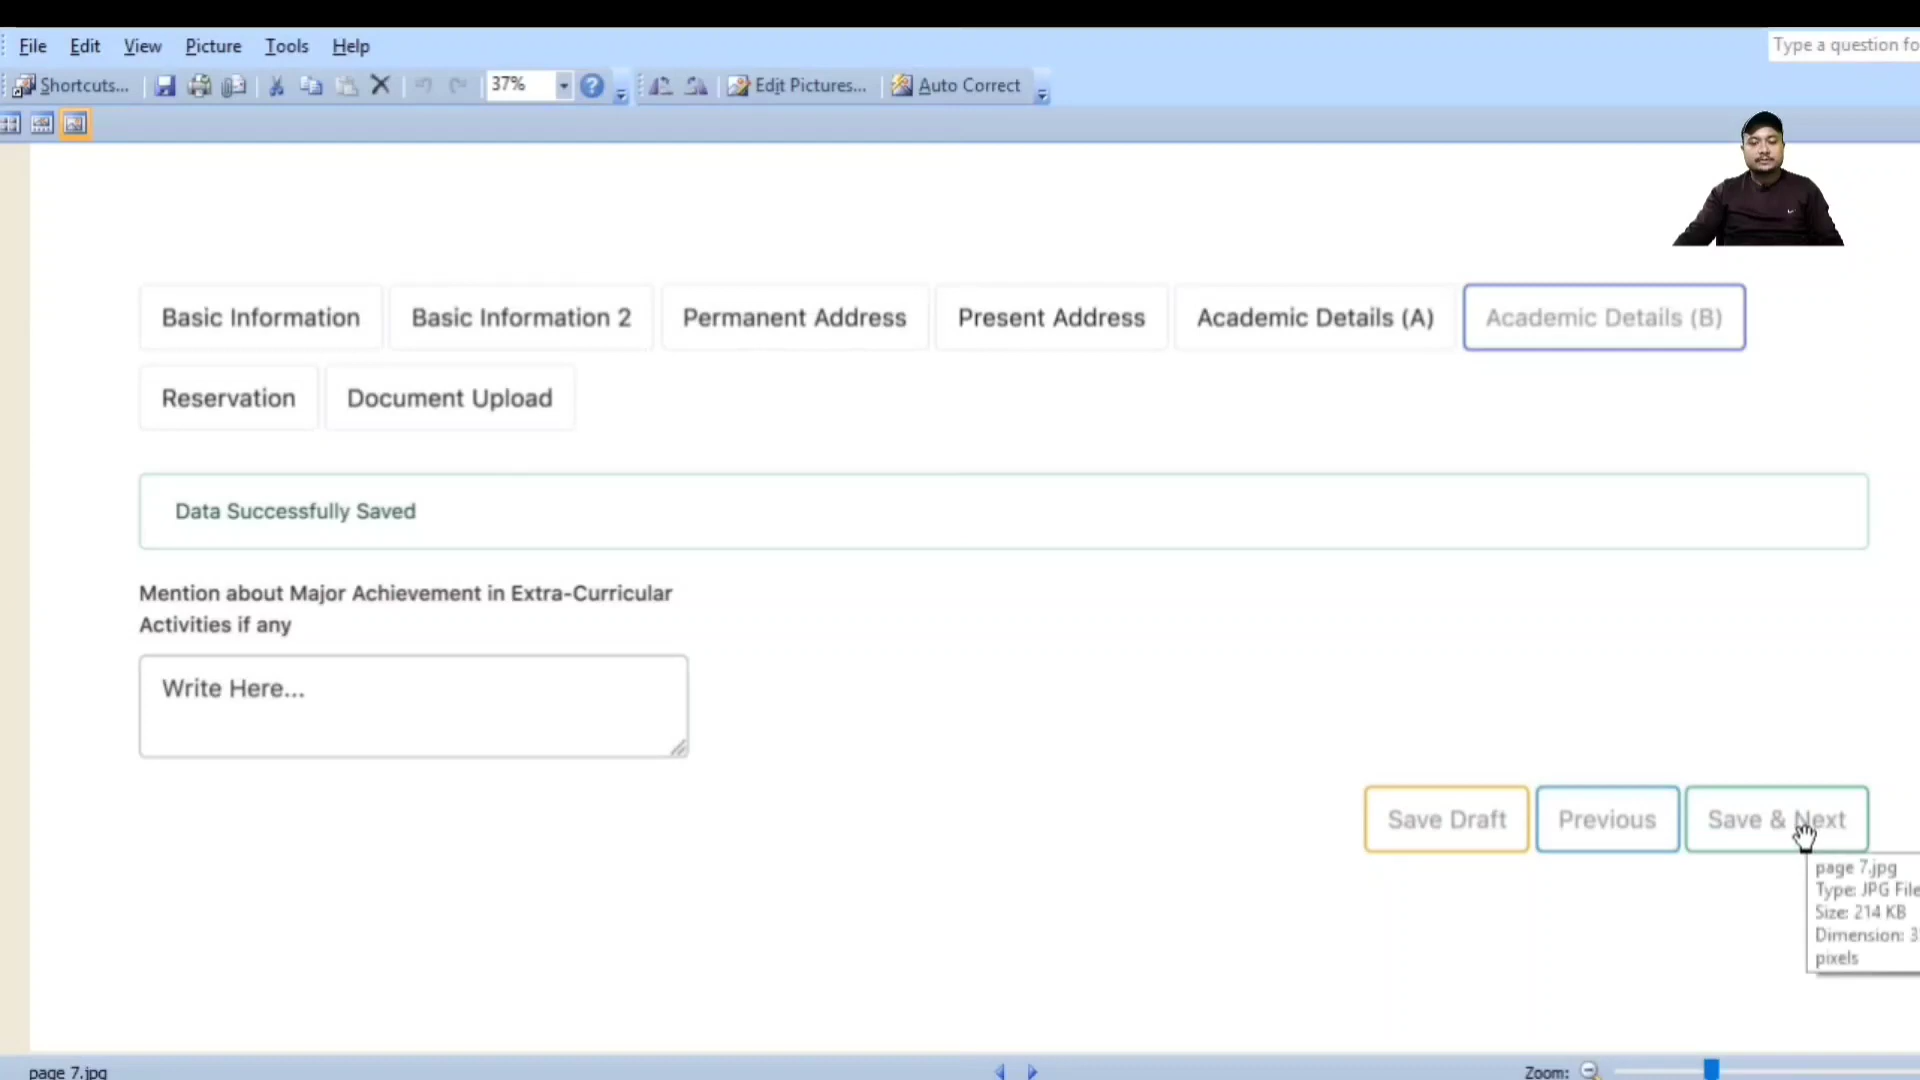 File Edit View Picture Tools Help
Type a question fo
Shortcuts... 37% Edit Pictures... Auto Correct
Basic Information Basic Information 2 Permanent Address Present Address Academic Details (A) Academic Details (B)
Reservation Document Upload
Data Successfully Saved
Mention about Major Achievement in Extra-Curricular
Activities if any
Write Here...
Save Draft Previous Save & Next
page 7.jpg
Type: JPG File
Size: 214 KB
Dimension: 3
pixels
page 7.jpg Zoom: